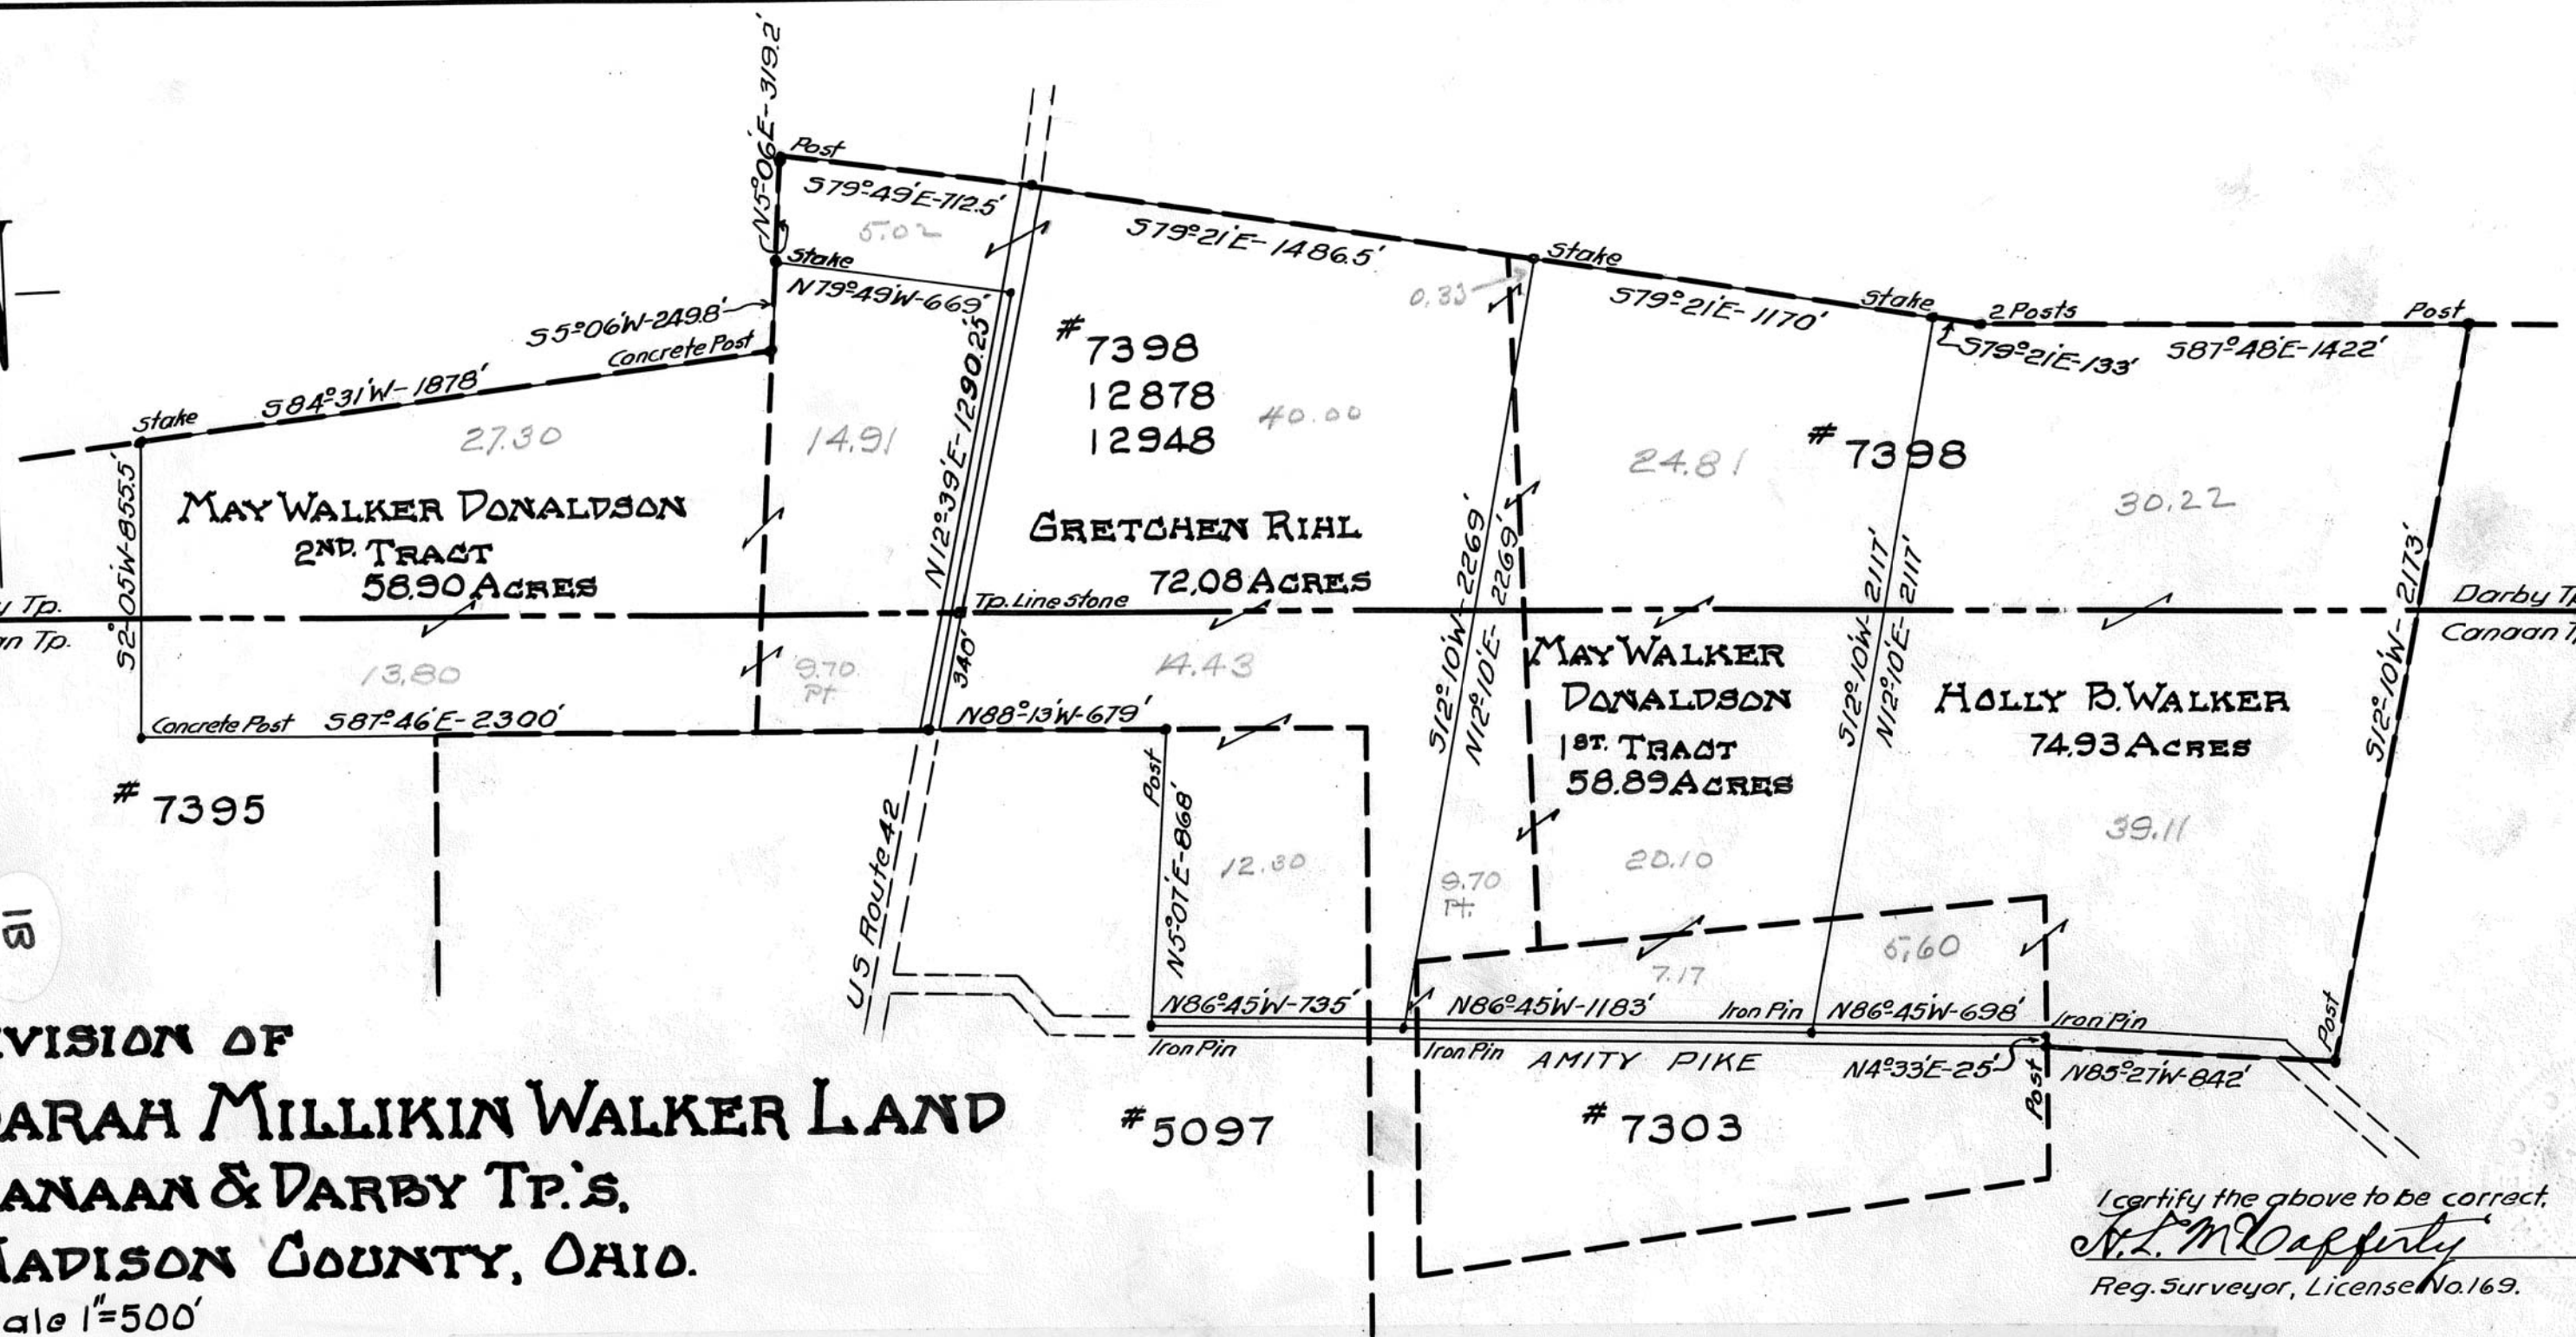 N5°06'E-319.2'
Post
S79°49'E-712.5'
5.02
Stake
N79°49'W-669'
S79°21'E-1486.5'
0.33
Stake
S79°21'E-1170'
Stake
2 Posts
S79°21'E-133'
S87°48'E-1422'
Post
S5°06'W-249.8'
Concrete Post
S84°31'W-1878'
Stake
27.30
14.91
N12°39'E-1290.25'
#7398
12878
12948
40.00
24.81
#7398
30.22
S2°-05'W-855.5'
MAY WALKER DONALDSON
2ND. TRACT
58.90 ACRES
GRETCHEN RIHL
72.08 ACRES
S12°-10'W-2269'
N12°-10'E-2269'
S12°-10'W-2117'
N12°-10'E-2117'
S12°-10'W-2173'
Tp.
Tp.
Tp. Line Stone
Darby
Canaan
13.80
9.70
Pt.
340'
14.43
MAY WALKER
DONALDSON
1ST. TRACT
58.89 ACRES
HOLLY B. WALKER
74.93 ACRES
Concrete Post
S87°46'E-2300'
N88°13'W-679'
#7395
US Route 42
Post
N5°07'E-868'
12.30
9.70
Pt.
20.10
39.11
7.17
5.60
N86°45'W-735'
N86°45'W-1183'
Iron Pin
N86°45'W-698'
Iron Pin
Post
Iron Pin
Iron Pin
AMITY PIKE
N4°33'E-25'
Post
N85°27'W-842'
1B
#5097
#7303
VISION OF
ARAH MILLIKIN WALKER LAND
ANAAN & DARBY TP.'S,
ADISON COUNTY, OHIO.
ale 1"=500'
I certify the above to be correct.
Reg. Surveyor, License No. 169.